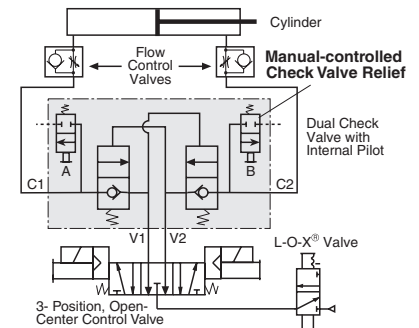 Cylinder
Flow
Control
Valves
Manual-controlled
Check Valve Relief
Dual Check
Valve with
Internal Pilot
A
B
C1
C2
V1
V2
L-O-X® Valve
3- Position, Open-
Center Control Valve